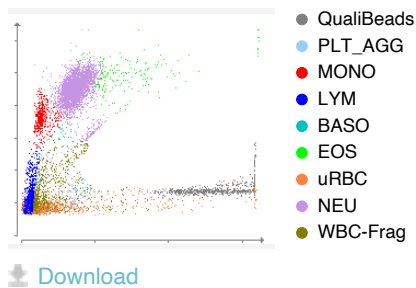 QualiBeads
PLT_AGG
MONO
LYM
BASO
EOS
uRBC
NEU
WBC-Frag
Download